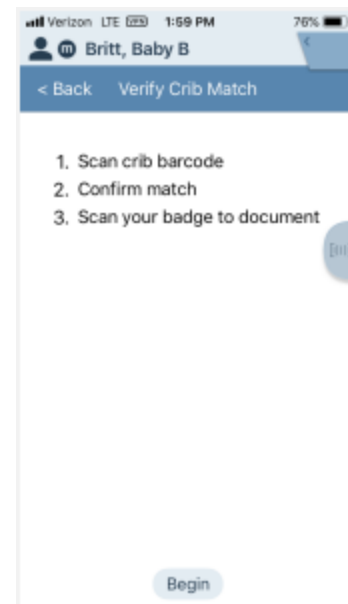 Verizon LTE VPN 1:59 PM 76%
m Britt, Baby B
< Back Verify Crib Match
1. Scan crib barcode
2. Confirm match
3. Scan your badge to document
Begin